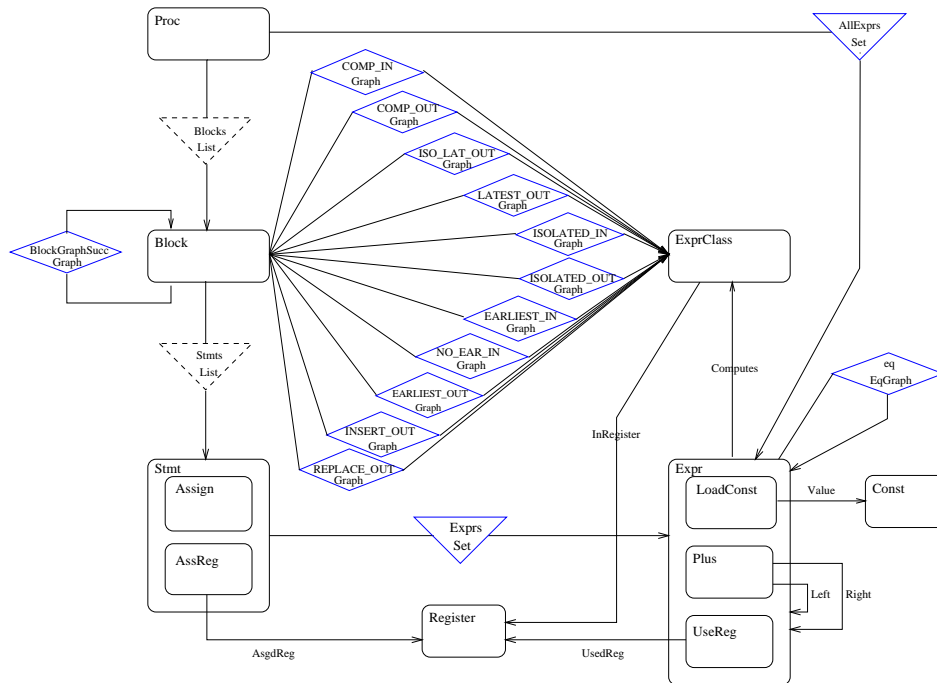 Proc
AllExprs
Set
COMP_IN
Graph
COMP_OUT
Graph
Blocks
List
ISO_LAT_OUT
Graph
LATEST_OUT
Graph
BlockGraphSucc
Graph
Block
ISOLATED_IN
Graph
ExprClass
ISOLATED_OUT
Graph
EARLIEST_IN
Graph
Stmts
List
NO_EAR_IN
Graph
Computes
eq
EqGraph
EARLIEST_OUT
Graph
INSERT_OUT
Graph
InRegister
REPLACE_OUT
Graph
Stmt
Expr
Assign
LoadConst
Value
Const
Exprs
Set
AssReg
Plus
Left
Right
Register
UseReg
AsgdReg
UsedReg